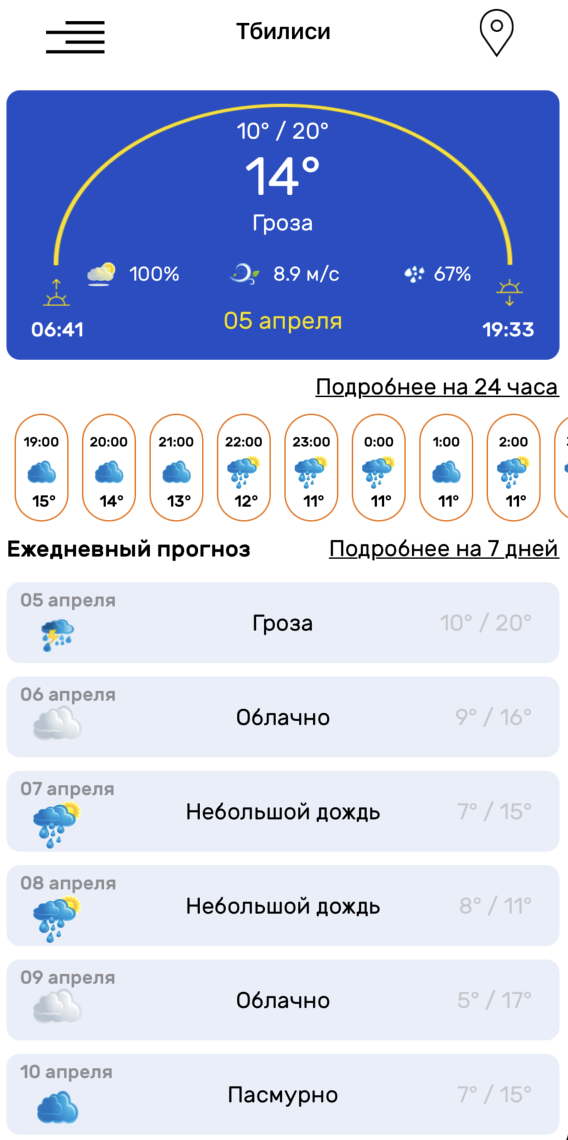 Тбилиси
10° / 20°
14°
Гроза
100% 8.9 м/с 67%
06:41 05 апреля 19:33
Подробнее на 24 часа
19:00 20:00 21:00 22:00 23:00 0:00 1:00 2:00
15° 14° 13° 12° 11° 11° 11° 11°
Ежедневный прогноз Подробнее на 7 дней
05 апреля
Гроза 10° / 20°
06 апреля
Облачно 9° / 16°
07 апреля
Небольшой дождь 7° / 15°
08 апреля
Небольшой дождь 8° / 11°
09 апреля
Облачно 5° / 17°
10 апреля
Пасмурно 7° / 15°